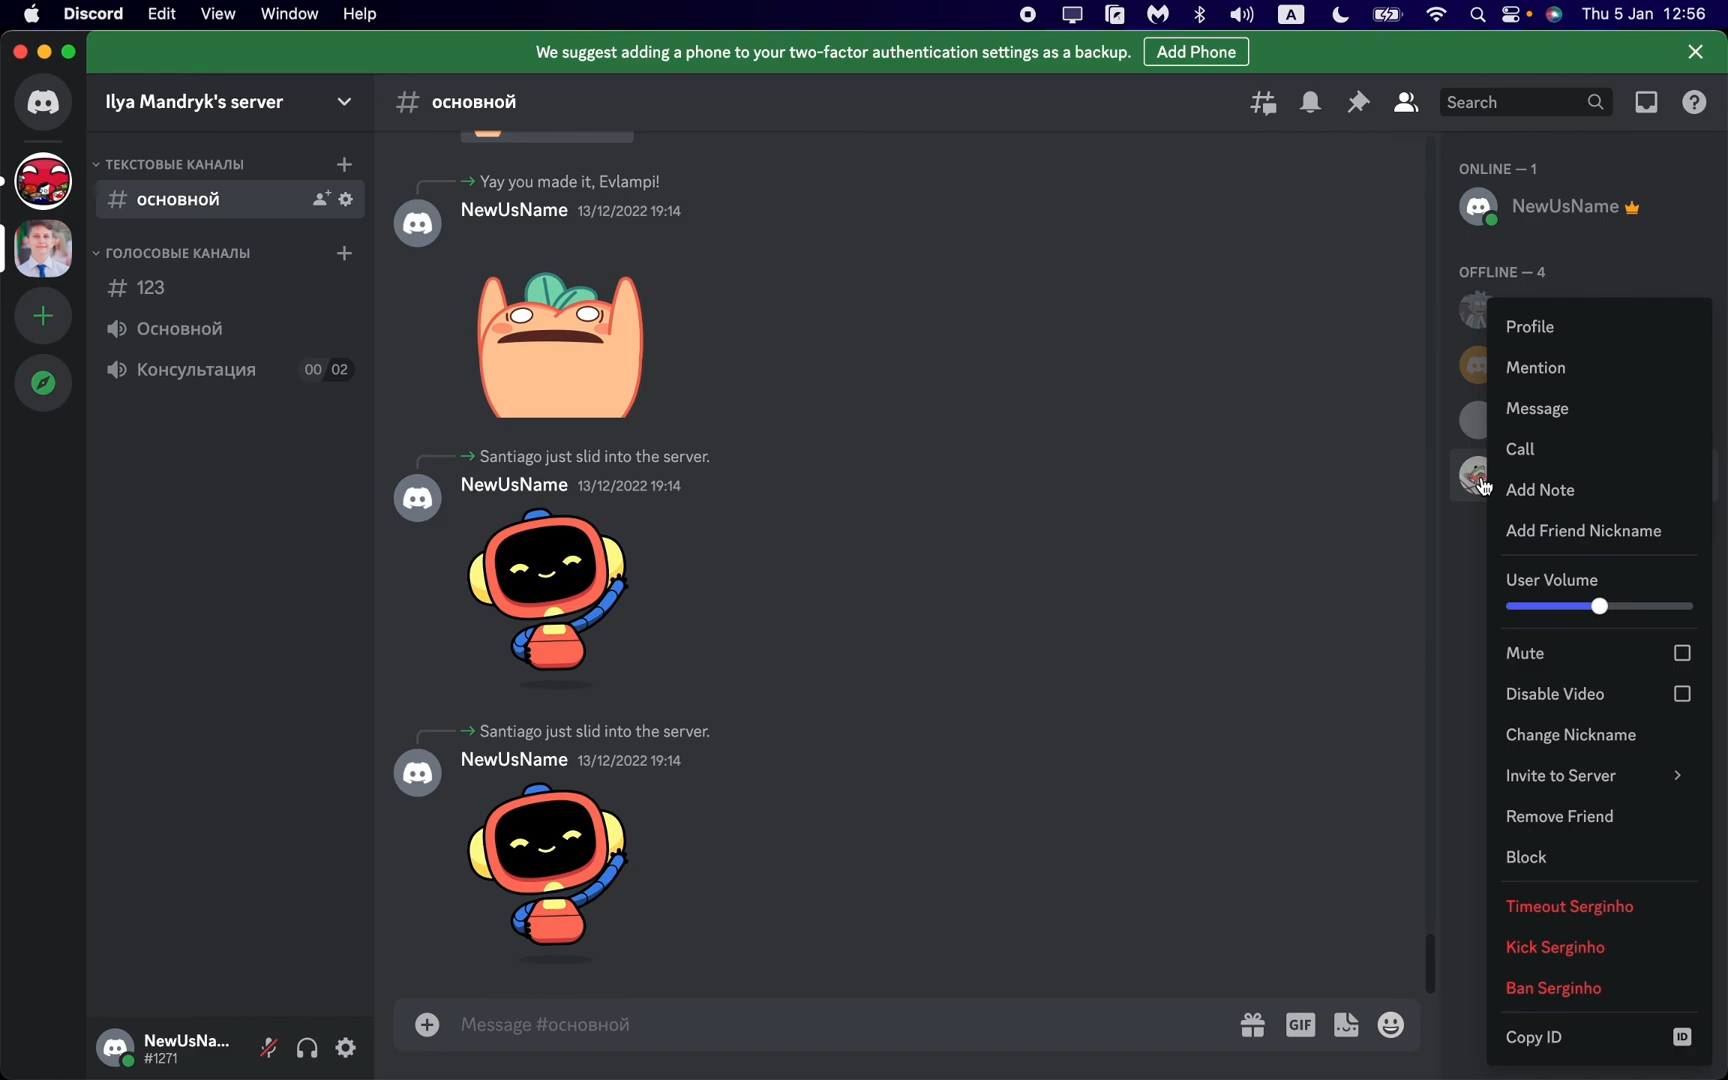 Discord Edit View Window Help A Thu 5 Jan 12:56
We suggest adding a phone to your two-factor authentication settings as a backup. Add Phone
Ilya Mandryk's server
ТЕКСТОВЫЕ КАНАЛЫ
основной
ГОЛОСОВЫЕ КАНАЛЫ
123
Основной
Консультация 00 02
NewUsNa...
#1271
# основной
Search
Yay you made it, Evlampi!
NewUsName 13/12/2022 19:14
Santiago just slid into the server.
NewUsName 13/12/2022 19:14
Santiago just slid into the server.
NewUsName 13/12/2022 19:14
Message #основной
GIF
ONLINE — 1
NewUsName
OFFLINE — 4
Profile
Mention
Message
Call
Add Note
Add Friend Nickname
User Volume
Mute
Disable Video
Change Nickname
Invite to Server
Remove Friend
Block
Timeout Serginho
Kick Serginho
Ban Serginho
Copy ID ID